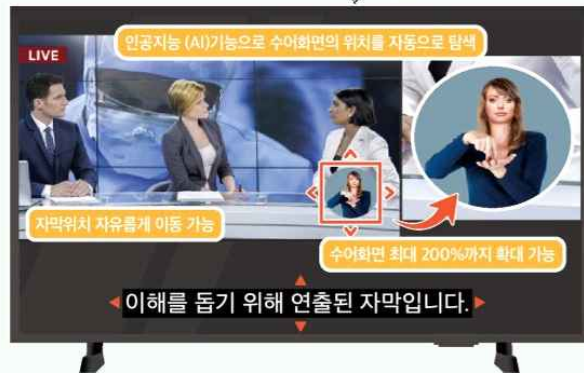 인공지능 (AI)기능으로 수어화면의 위치를 자동으로 탐색
LIVE
자막위치 자유롭게 이동 가능
수어화면 최대 200%까지 확대 가능
이해를 돕기 위해 연출된 자막입니다.